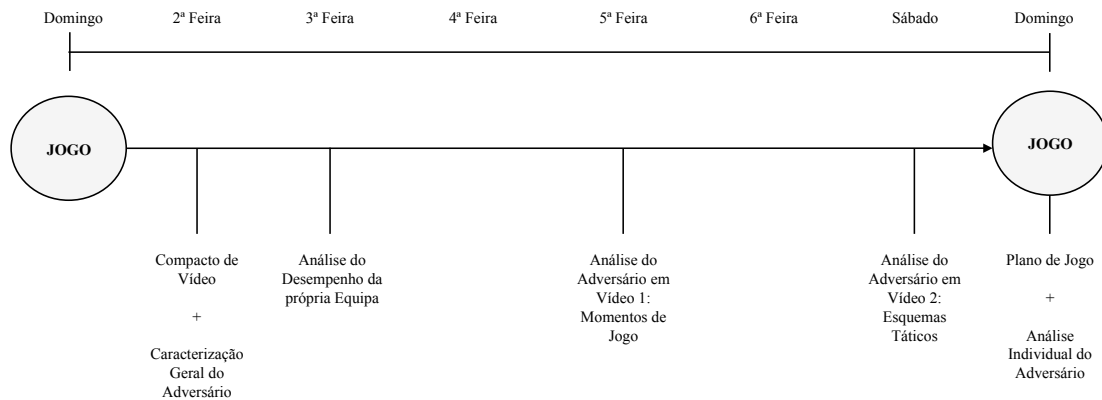 Domingo
2ª Feira
3ª Feira
4ª Feira
5ª Feira
6ª Feira
Sábado
Domingo
JOGO
JOGO
Compacto de
Vídeo
+
Caracterização
Geral do
Adversário
Análise do
Desempenho da
própria Equipa
Análise do
Adversário em
Vídeo 1:
Momentos de
Jogo
Análise do
Adversário em
Vídeo 2:
Esquemas
Táticos
Plano de Jogo
+
Análise
Individual do
Adversário